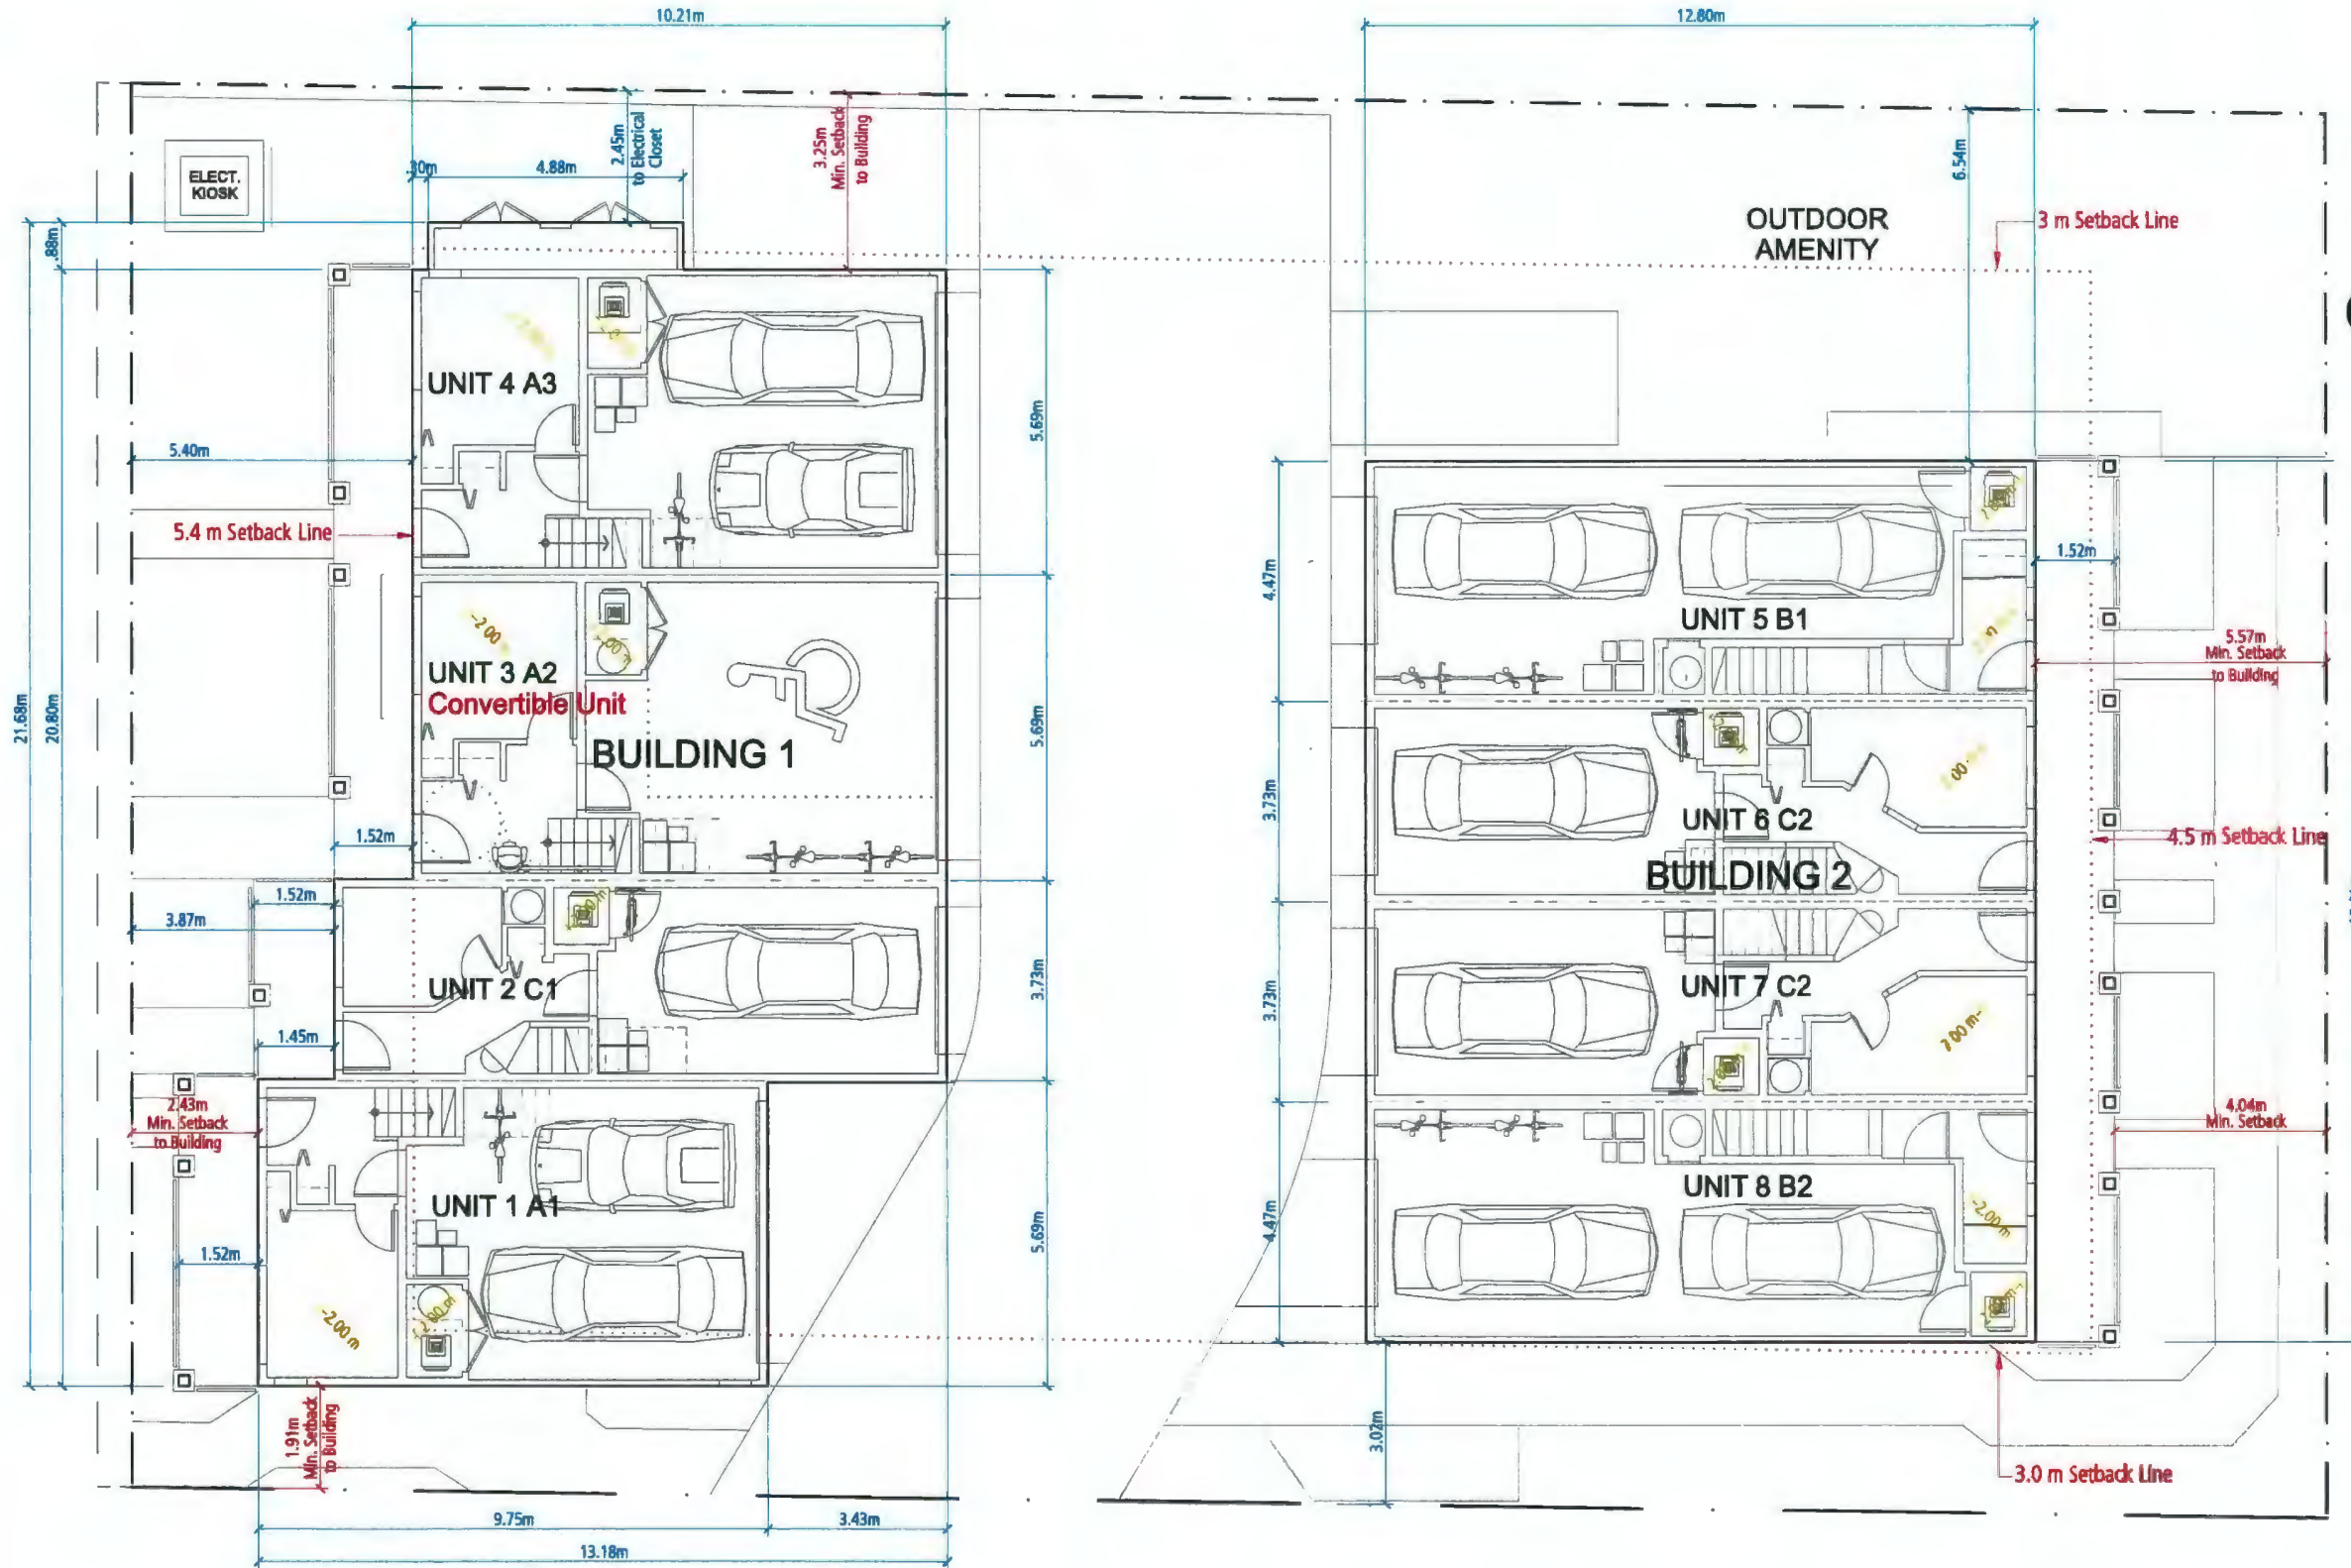 10.21m
12.80m
2.45m
to Electrical
Closet
3.25m
Min. Setback
to Building
6.54m
ELECT.
KIOSK
.30m
4.88m
OUTDOOR
AMENITY
3 m Setback Line
.88m
UNIT 4 A3
5.69m
5.40m
5.4 m Setback Line
4.47m
1.52m
UNIT 5 B1
-2.00
UNIT 3 A2
Convertible Unit
5.57m
Min. Setback
to Building
21.68m
20.80m
5.69m
BUILDING 1
3.73m
UNIT 6 C2
1.52m
4.5 m Setback Line
BUILDING 2
1.52m
3.87m
3.73m
UNIT 2 C1
3.73m
UNIT 7 C2
1.45m
2.43m
Min. Setback
to Building
4.04m
Min. Setback
UNIT 1 A1
UNIT 8 B2
5.69m
4.47m
-2.00 m
1.52m
-2.00 m
1.91m
Min. Setback
to Building
3.02m
3.0 m Setback Line
9.75m
3.43m
13.18m